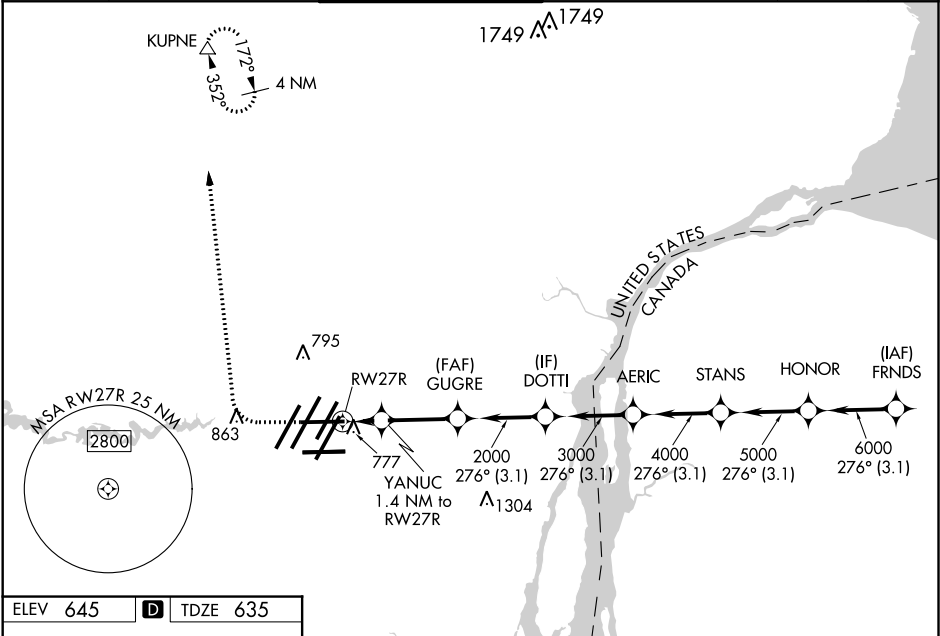 1749 1749
KUPNE
172°
352°
4 NM
UNITED STATES
CANADA
795
RW27R
(FAF)
GUGRE
(IF)
DOTTI
AERIC
STANS
HONOR
(IAF)
FRNDS
MSA RW27R 25 NM
2800
863
777
YANUC
1.4 NM to
RW27R
2000
276° (3.1)
3000
276° (3.1)
4000
276° (3.1)
5000
276° (3.1)
6000
276° (3.1)
1304
ELEV 645 D TDZE 635